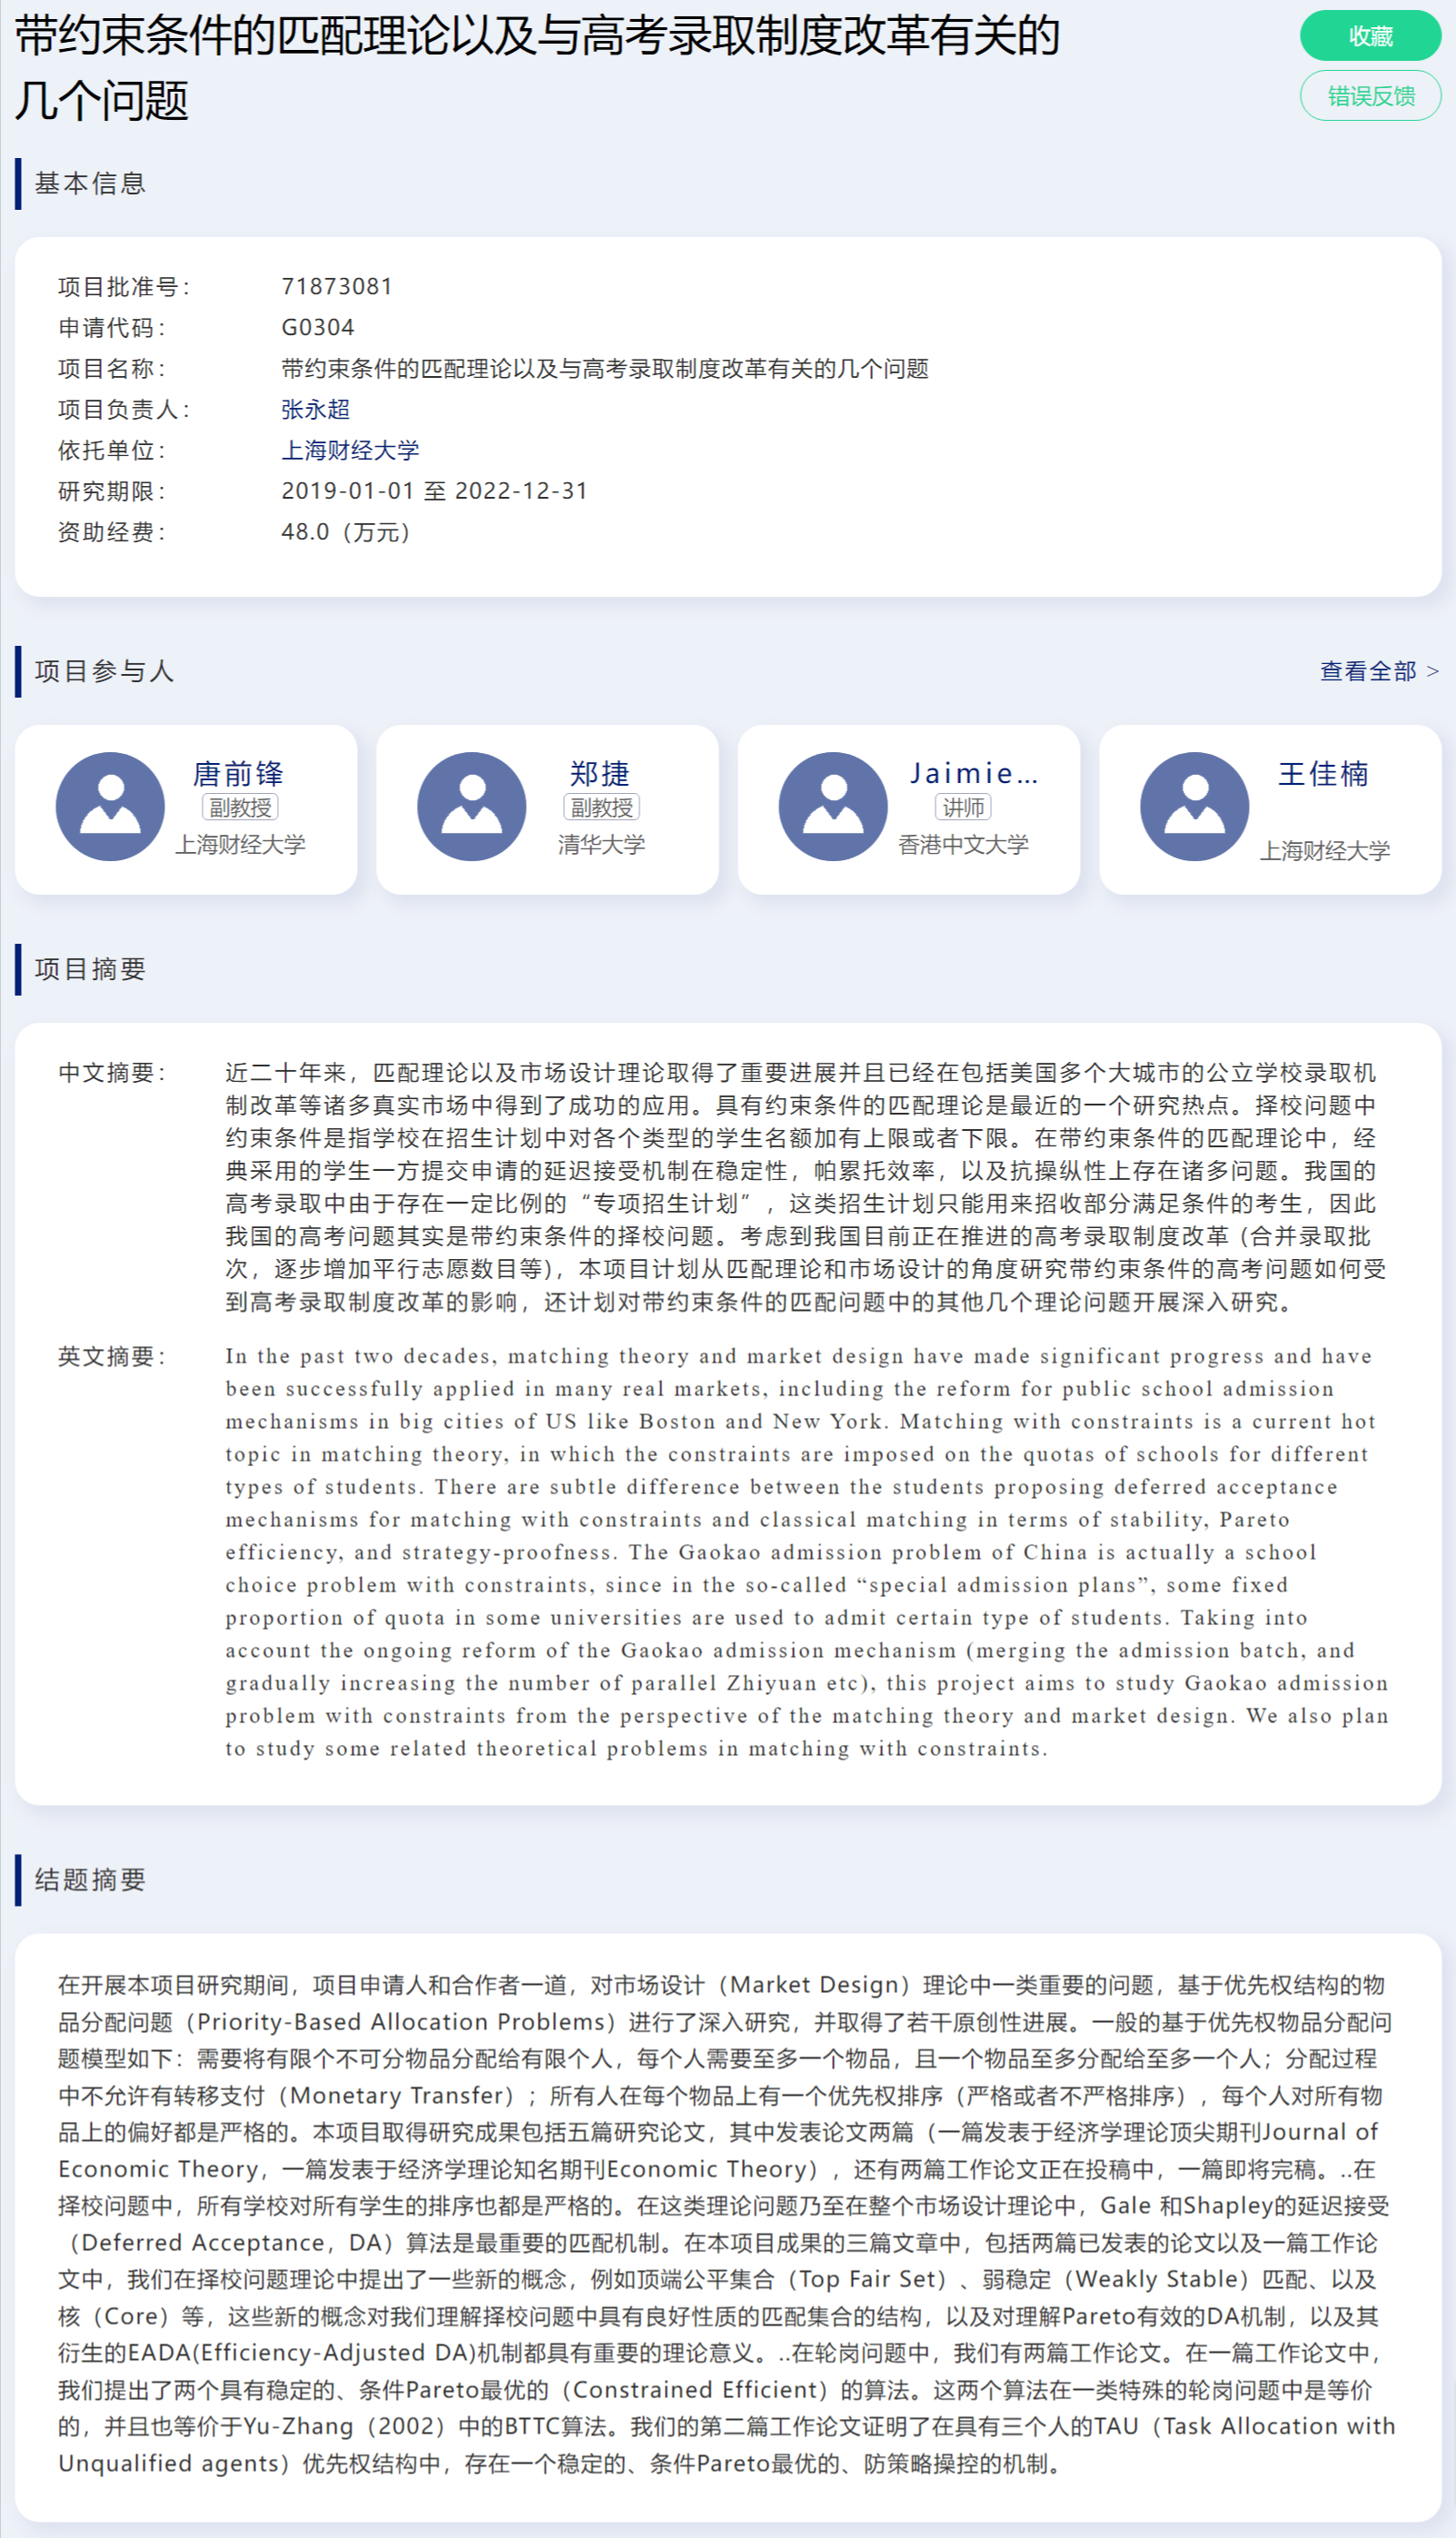 带约束条件的匹配理论以及与高考录取制度改革有关的
几个问题
收藏
错误反馈
基本信息
项目批准号: 71873081
申请代码: G0304
项目名称: 带约束条件的匹配理论以及与高考录取制度改革有关的几个问题
项目负责人: 张永超
依托单位: 上海财经大学
研究期限: 2019-01-01 至 2022-12-31
资助经费: 48.0（万元）
项目参与人
查看全部 >
唐前锋
副教授
上海财经大学
郑捷
副教授
清华大学
Jaimie...
讲师
香港中文大学
王佳楠
上海财经大学
项目摘要
中文摘要: 近二十年来，匹配理论以及市场设计理论取得了重要进展并且已经在包括美国多个大城市的公立学校录取机
制改革等诸多真实市场中得到了成功的应用。具有约束条件的匹配理论是最近的一个研究热点。择校问题中
约束条件是指学校在招生计划中对各个类型的学生名额加有上限或者下限。在带约束条件的匹配理论中，经
典采用的学生一方提交申请的延迟接受机制在稳定性，帕累托效率，以及抗操纵性上存在诸多问题。我国的
高考录取中由于存在一定比例的“专项招生计划”，这类招生计划只能用来招收部分满足条件的考生，因此
我国的高考问题其实是带约束条件的择校问题。考虑到我国目前正在推进的高考录取制度改革 (合并录取批
次，逐步增加平行志愿数目等)，本项目计划从匹配理论和市场设计的角度研究带约束条件的高考问题如何受
到高考录取制度改革的影响，还计划对带约束条件的匹配问题中的其他几个理论问题开展深入研究。
英文摘要: In the past two decades, matching theory and market design have made significant progress and have
been successfully applied in many real markets, including the reform for public school admission
mechanisms in big cities of US like Boston and New York. Matching with constraints is a current hot
topic in matching theory, in which the constraints are imposed on the quotas of schools for different
types of students. There are subtle difference between the students proposing deferred acceptance
mechanisms for matching with constraints and classical matching in terms of stability, Pareto
efficiency, and strategy-proofness. The Gaokao admission problem of China is actually a school
choice problem with constraints, since in the so-called “special admission plans”, some fixed
proportion of quota in some universities are used to admit certain type of students. Taking into
account the ongoing reform of the Gaokao admission mechanism (merging the admission batch, and
gradually increasing the number of parallel Zhiyuan etc), this project aims to study Gaokao admission
problem with constraints from the perspective of the matching theory and market design. We also plan
to study some related theoretical problems in matching with constraints.
结题摘要
在开展本项目研究期间，项目申请人和合作者一道，对市场设计（Market Design）理论中一类重要的问题，基于优先权结构的物
品分配问题（Priority-Based Allocation Problems）进行了深入研究，并取得了若干原创性进展。一般的基于优先权物品分配问
题模型如下：需要将有限个不可分物品分配给有限个人，每个人需要至多一个物品，且一个物品至多分配给至多一个人；分配过程
中不允许有转移支付（Monetary Transfer）；所有人在每个物品上有一个优先权排序（严格或者不严格排序），每个人对所有物
品上的偏好都是严格的。本项目取得研究成果包括五篇研究论文，其中发表论文两篇（一篇发表于经济学理论顶尖期刊Journal of
Economic Theory，一篇发表于经济学理论知名期刊Economic Theory），还有两篇工作论文正在投稿中，一篇即将完稿。..在
择校问题中，所有学校对所有学生的排序也都是严格的。在这类理论问题乃至在整个市场设计理论中，Gale 和Shapley的延迟接受
（Deferred Acceptance，DA）算法是最重要的匹配机制。在本项目成果的三篇文章中，包括两篇已发表的论文以及一篇工作论
文中，我们在择校问题理论中提出了一些新的概念，例如顶端公平集合（Top Fair Set）、弱稳定（Weakly Stable）匹配、以及
核（Core）等，这些新的概念对我们理解择校问题中具有良好性质的匹配集合的结构，以及对理解Pareto有效的DA机制，以及其
衍生的EADA(Efficiency-Adjusted DA)机制都具有重要的理论意义。..在轮岗问题中，我们有两篇工作论文。在一篇工作论文中，
我们提出了两个具有稳定的、条件Pareto最优的（Constrained Efficient）的算法。这两个算法在一类特殊的轮岗问题中是等价
的，并且也等价于Yu-Zhang（2002）中的BTTC算法。我们的第二篇工作论文证明了在具有三个人的TAU（Task Allocation with
Unqualified agents）优先权结构中，存在一个稳定的、条件Pareto最优的、防策略操控的机制。